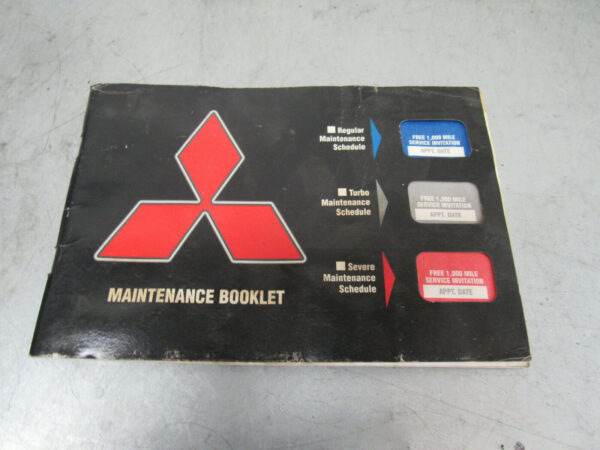 Regular
Maintenance
Schedule
FREE 1,000 MILE
SERVICE INVITATION
APPT. DATE
Turbo
Maintenance
Schedule
FREE 1,000 MILE
SERVICE INVITATION
APPT. DATE
Severe
Maintenance
Schedule
FREE 1,000 MILE
SERVICE INVITATION
APPT. DATE
MAINTENANCE BOOKLET